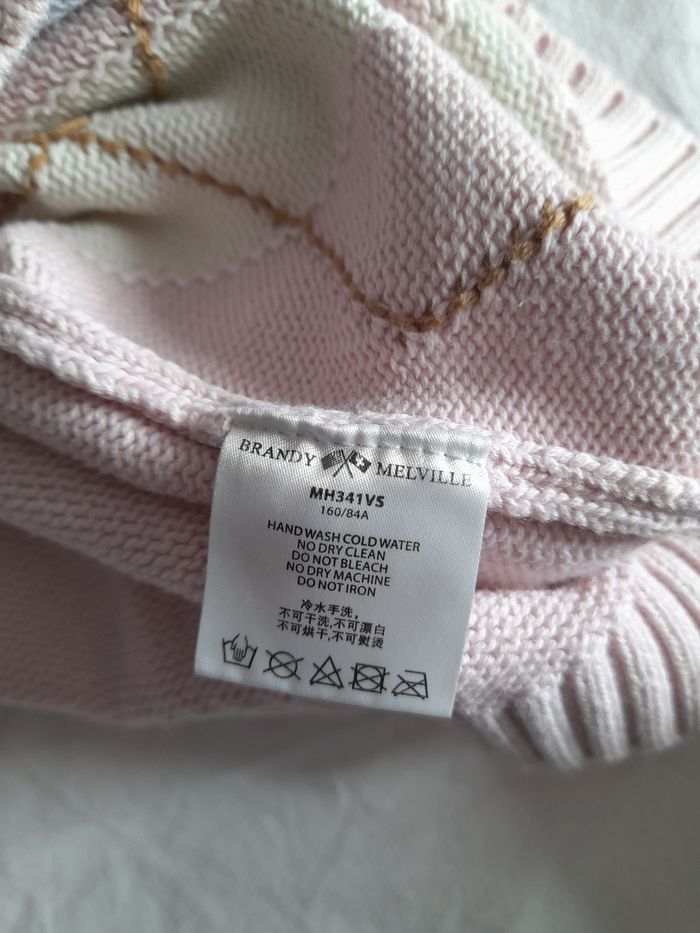 BRANDY MELVILLE
MH341VS
160/84A
HAND WASH COLD WATER
NO DRY CLEAN
DO NOT BLEACH
NO DRY MACHINE
DO NOT IRON
冷水手洗,
不可干洗,不可漂白
不可烘干,不可熨烫